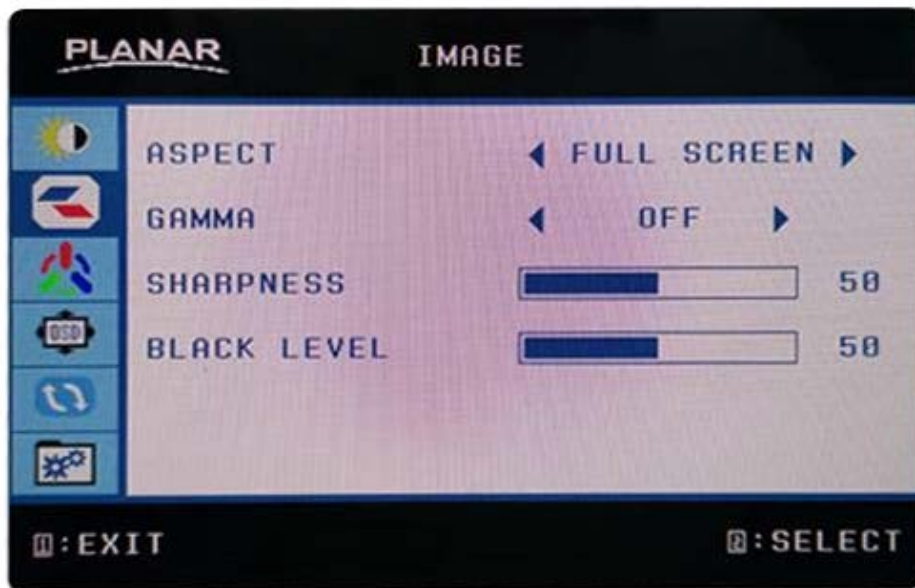 PLANAR IMAGE
ASPECT FULL SCREEN
GAMMA OFF
SHARPNESS 50
BLACK LEVEL 50
OSD
1:EXIT 2:SELECT